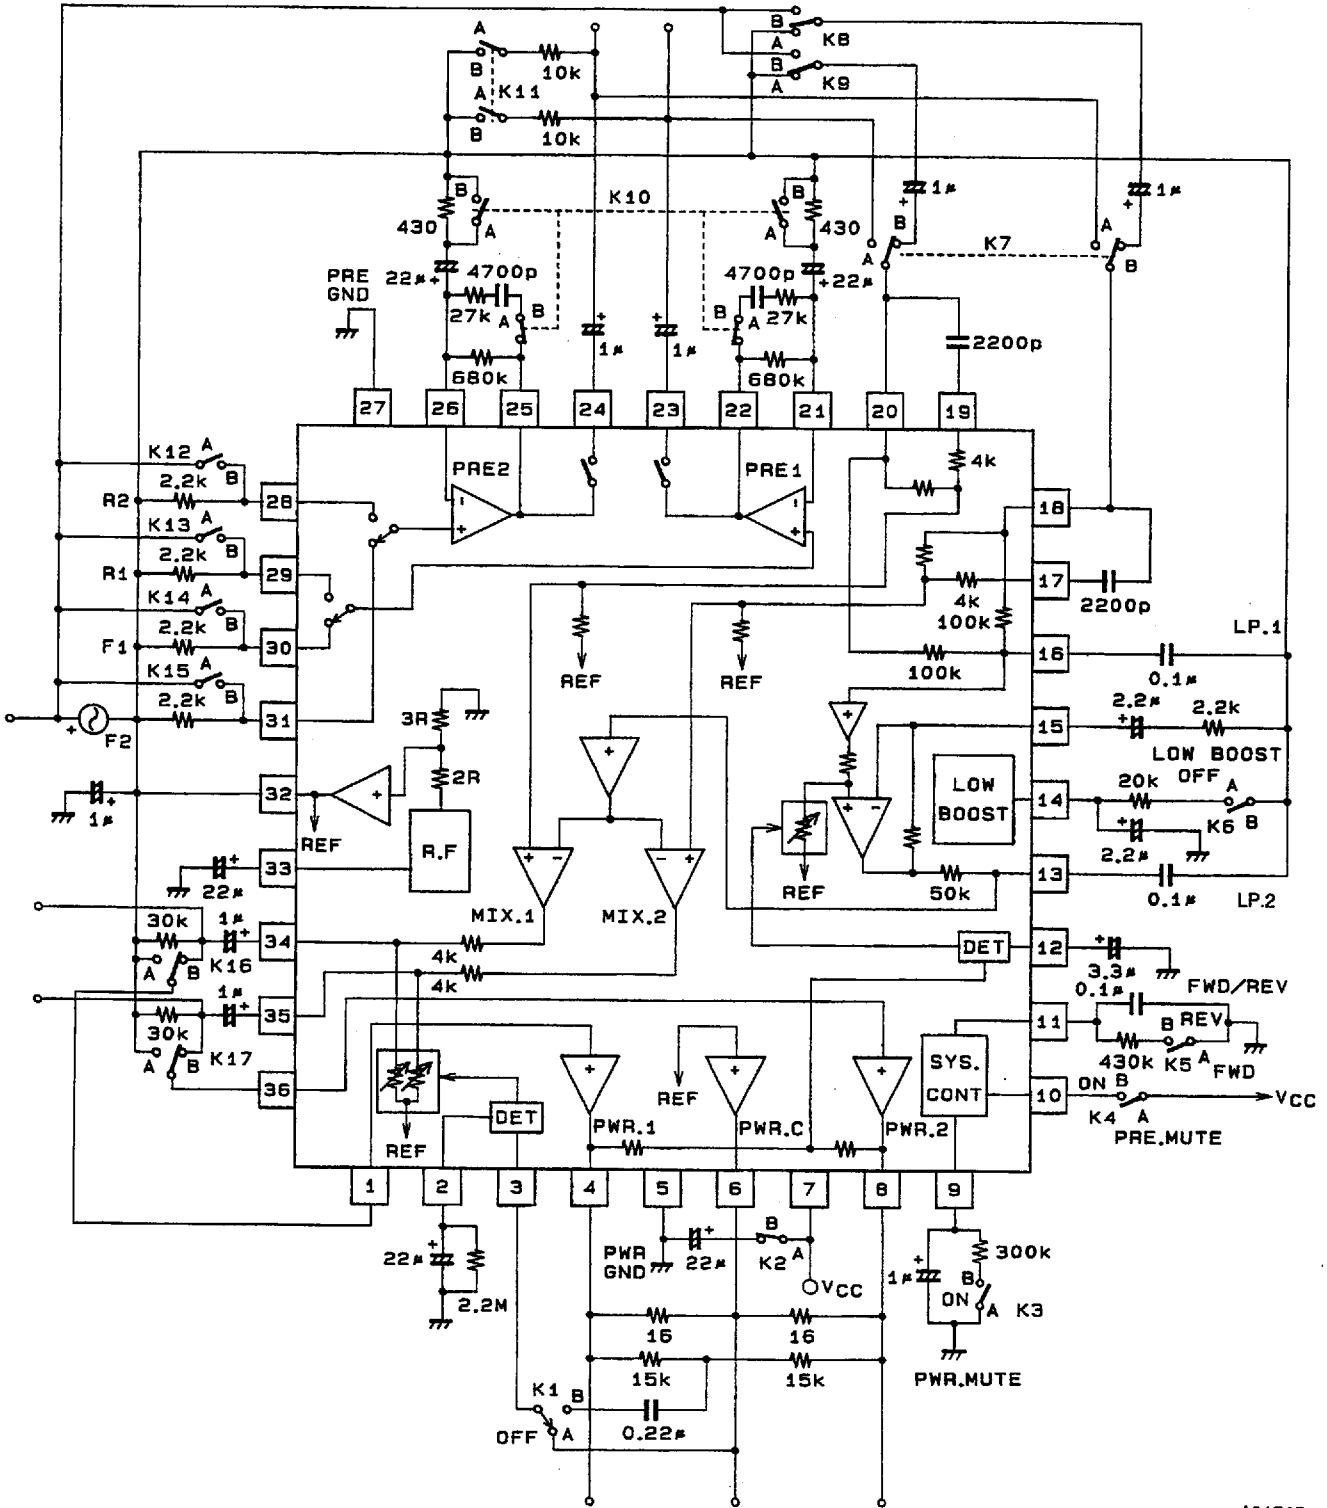 A
B
K8
B
10k
A
B
K9
A
K11
A
B
10k
B
K10
B
1µ
+
1µ
+
430
A
A
430
B
A
K7
A
B
PRE
GND
22µ
+
4700p
4700p
+
22µ
27k
A
B
B
A
27k
+
1µ
+
1µ
2200p
680k
680k
27
26
25
24
23
22
21
20
19
K12
A
B
2.2k
R2
28
PRE2
PRE1
4k
18
K13
A
B
2.2k
R1
29
17
4k
2200p
K14
A
B
2.2k
100k
F1
30
REF
REF
100k
16
0.1µ
LP.1
K15
A
B
2.2k
31
3R
15
2.2µ
+
2.2k
+
F2
LOW BOOST
OFF
2R
32
REF
+
1µ
R.F
LOW
BOOST
14
20k
A
K6
B
2.2µ
+
33
22µ
+
REF
50k
13
0.1µ
LP.2
MIX.1
MIX.2
30k
1µ
+
34
4k
4k
DET
12
+
3.3µ
A
B
K16
1µ
+
35
0.1µ
FWD/REV
11
B
REV
30k
430k
K5
A
FWD
A
B
K17
36
REF
SYS.
CONT
10
ON
B
VCC
K4
A
PRE.MUTE
DET
REF
PWR.1
PWR.C
PWR.2
1
2
3
4
5
6
7
8
9
22µ
+
2.2M
PWR
GND
22µ
+
B
K2
A
VCC
+
1µ
300k
B
ON
A
K3
PWR.MUTE
16
16
15k
15k
K1
B
OFF
A
0.22µ